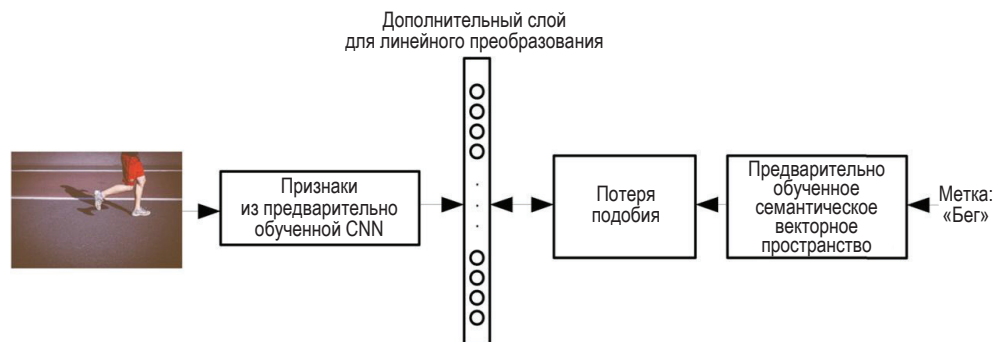 Дополнительный слой
для линейного преобразования
Признаки
из предварительно
обученной CNN
Потеря
подобия
Предварительно
обученное
семантическое
векторное
пространство
Метка:
«Бег»